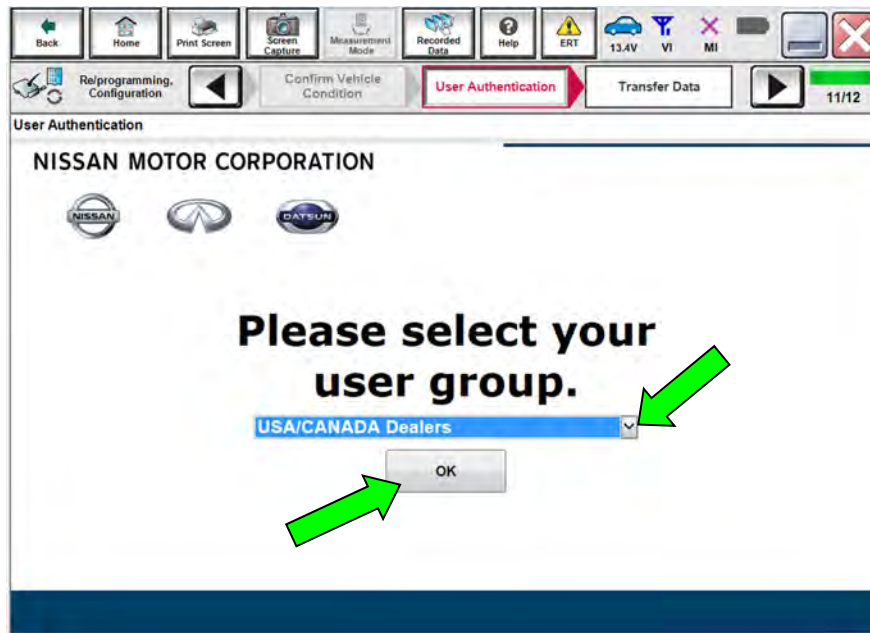 Back
Home
Print Screen
Screen
Capture
Measurement
Mode
Recorded
Data
Help
ERT
13.4V
VI
MI
Re/programming,
Configuration
Confirm Vehicle
Condition
User Authentication
Transfer Data
11/12
User Authentication
NISSAN MOTOR CORPORATION
NISSAN
DATSUN
Please select your
user group.
USA/CANADA Dealers
OK